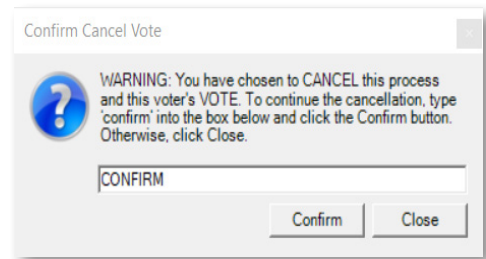 Confirm Cancel Vote
x
WARNING: You have chosen to CANCEL this process
and this voter's VOTE. To continue the cancellation, type
'confirm' into the box below and click the Confirm button.
Otherwise, click Close.
CONFIRM
Confirm Close